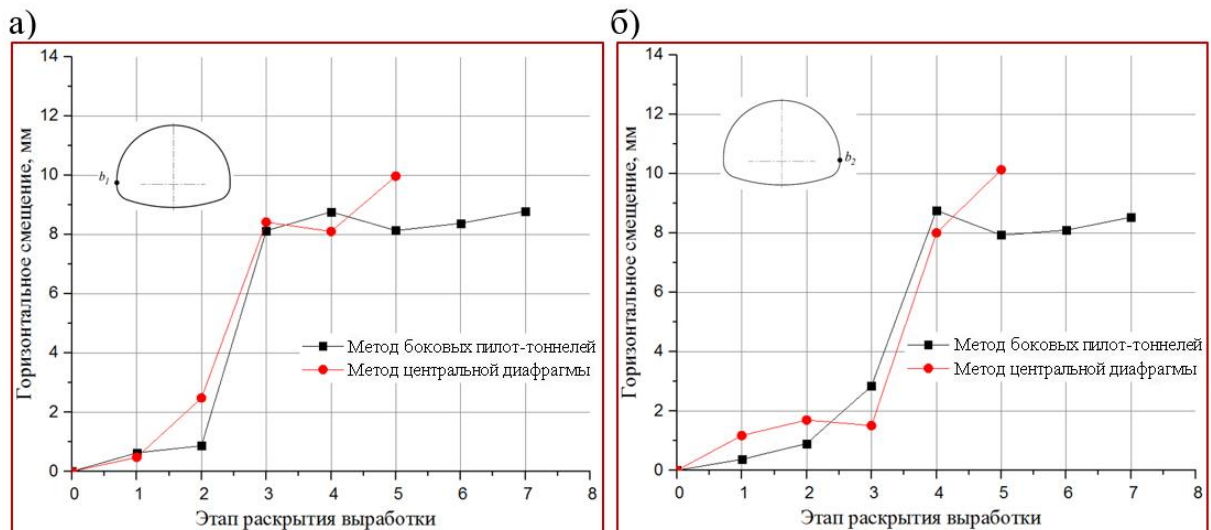 а)
14
12
10
8
6
4
2
0
Горизонтальное смещение, мм
b1
Метод боковых пилот-тоннелей
Метод центральной диафрагмы
0 1 2 3 4 5 6 7 8
Этап раскрытия выработки
б)
14
12
10
8
6
4
2
0
Горизонтальное смещение, мм
b2
Метод боковых пилот-тоннелей
Метод центральной диафрагмы
0 1 2 3 4 5 6 7 8
Этап раскрытия выработки